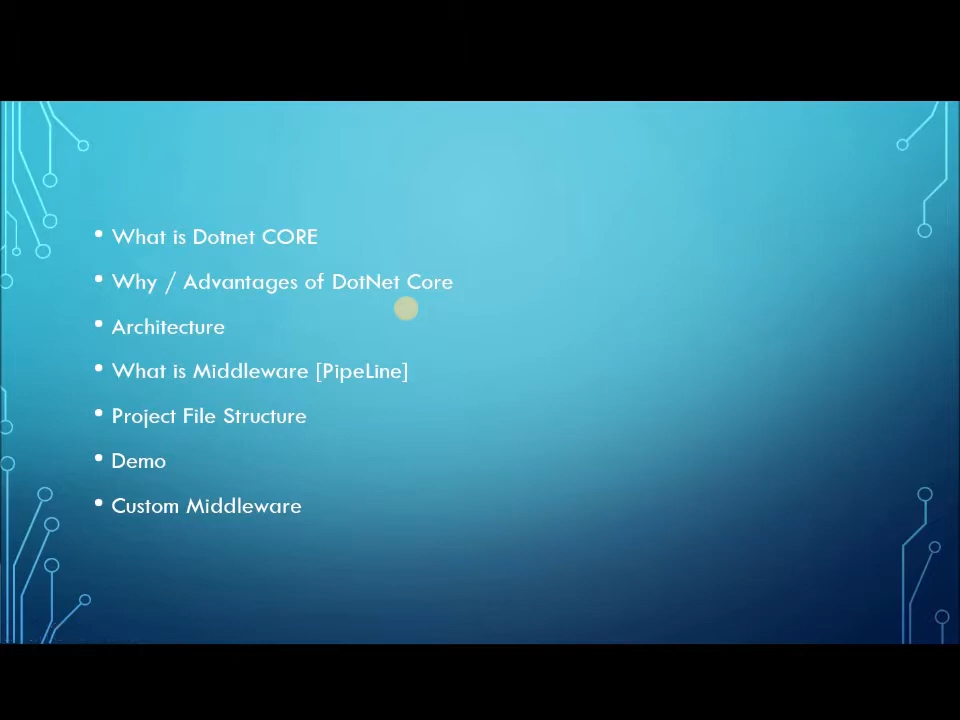 • What is Dotnet CORE
• Why / Advantages of DotNet Core
• Architecture
• What is Middleware [PipeLine]
• Project File Structure
• Demo
• Custom Middleware